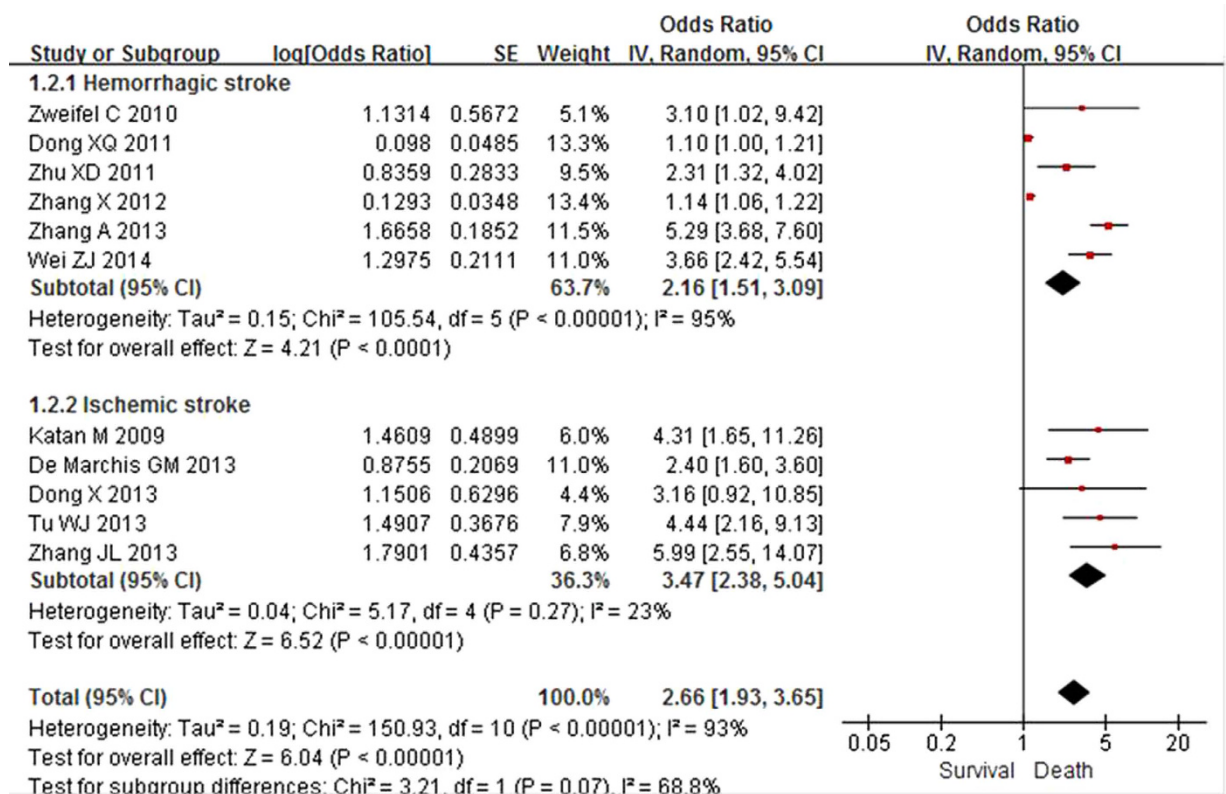 Odds Ratio Odds Ratio
Study or Subgroup log[Odds Ratio] SE Weight IV, Random, 95% CI IV, Random, 95% CI
1.2.1 Hemorrhagic stroke
Zweifel C 2010 1.1314 0.5672 5.1% 3.10 [1.02, 9.42]
Dong XQ 2011 0.098 0.0485 13.3% 1.10 [1.00, 1.21]
Zhu XD 2011 0.8359 0.2833 9.5% 2.31 [1.32, 4.02]
Zhang X 2012 0.1293 0.0348 13.4% 1.14 [1.06, 1.22]
Zhang A 2013 1.6658 0.1852 11.5% 5.29 [3.68, 7.60]
Wei ZJ 2014 1.2975 0.2111 11.0% 3.66 [2.42, 5.54]
Subtotal (95% CI) 63.7% 2.16 [1.51, 3.09]
Heterogeneity: Tau² = 0.15; Chi² = 105.54, df = 5 (P < 0.00001); I² = 95%
Test for overall effect: Z = 4.21 (P < 0.0001)
1.2.2 Ischemic stroke
Katan M 2009 1.4609 0.4899 6.0% 4.31 [1.65, 11.26]
De Marchis GM 2013 0.8755 0.2069 11.0% 2.40 [1.60, 3.60]
Dong X 2013 1.1506 0.6296 4.4% 3.16 [0.92, 10.85]
Tu WJ 2013 1.4907 0.3676 7.9% 4.44 [2.16, 9.13]
Zhang JL 2013 1.7901 0.4357 6.8% 5.99 [2.55, 14.07]
Subtotal (95% CI) 36.3% 3.47 [2.38, 5.04]
Heterogeneity: Tau² = 0.04; Chi² = 5.17, df = 4 (P = 0.27); I² = 23%
Test for overall effect: Z = 6.52 (P < 0.00001)
Total (95% CI) 100.0% 2.66 [1.93, 3.65]
Heterogeneity: Tau² = 0.19; Chi² = 150.93, df = 10 (P < 0.00001); I² = 93%
Test for overall effect: Z = 6.04 (P < 0.00001)
Test for subgroup differences: Chi² = 3.21, df = 1 (P = 0.07), I² = 68.8%
0.05 0.2 1 5 20
Survival Death